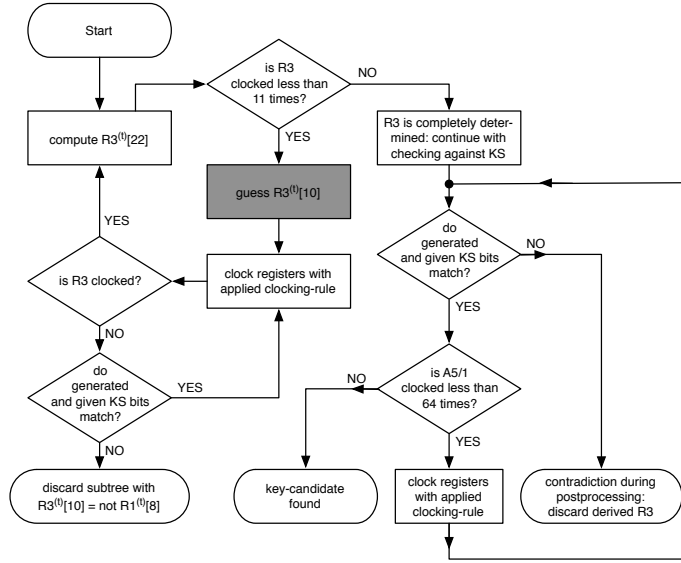 Start
is R3
clocked less than
11 times?
NO
YES
compute R3(t)[22]
R3 is completely deter-
mined: continue with
checking against KS
guess R3(t)[10]
YES
is R3 clocked?
NO
clock registers with
applied clocking-rule
do
generated
and given KS bits
match?
YES
NO
discard subtree with
R3(t)[10] = not R1(t)[8]
do
generated
and given KS bits
match?
NO
YES
is A5/1
clocked less than
64 times?
NO
YES
key-candidate
found
clock registers
with applied
clocking-rule
contradiction during
postprocessing:
discard derived R3